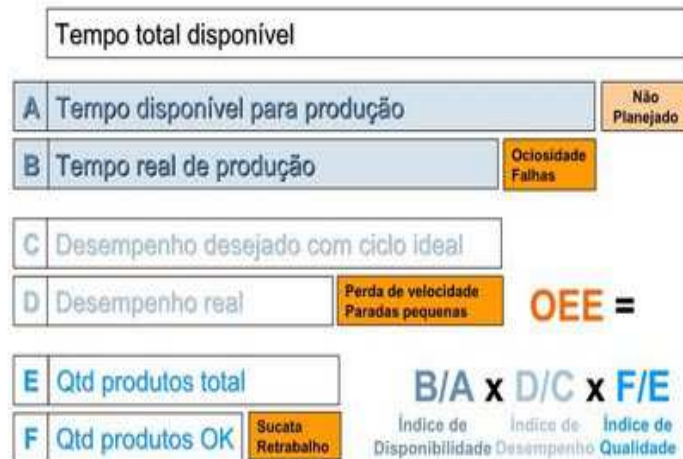 Tempo total disponível
A Tempo disponível para produção
Não
Planejado
B Tempo real de produção
Ociosidade
Falhas
C Desempenho desejado com ciclo ideal
D Desempenho real
Perda de velocidade
Paradas pequenas
OEE =
E Qtd produtos total
B/A x D/C x F/E
F Qtd produtos OK
Sucata
Retrabalho
Índice de Disponibilidade
Índice de Desempenho
Índice de Qualidade